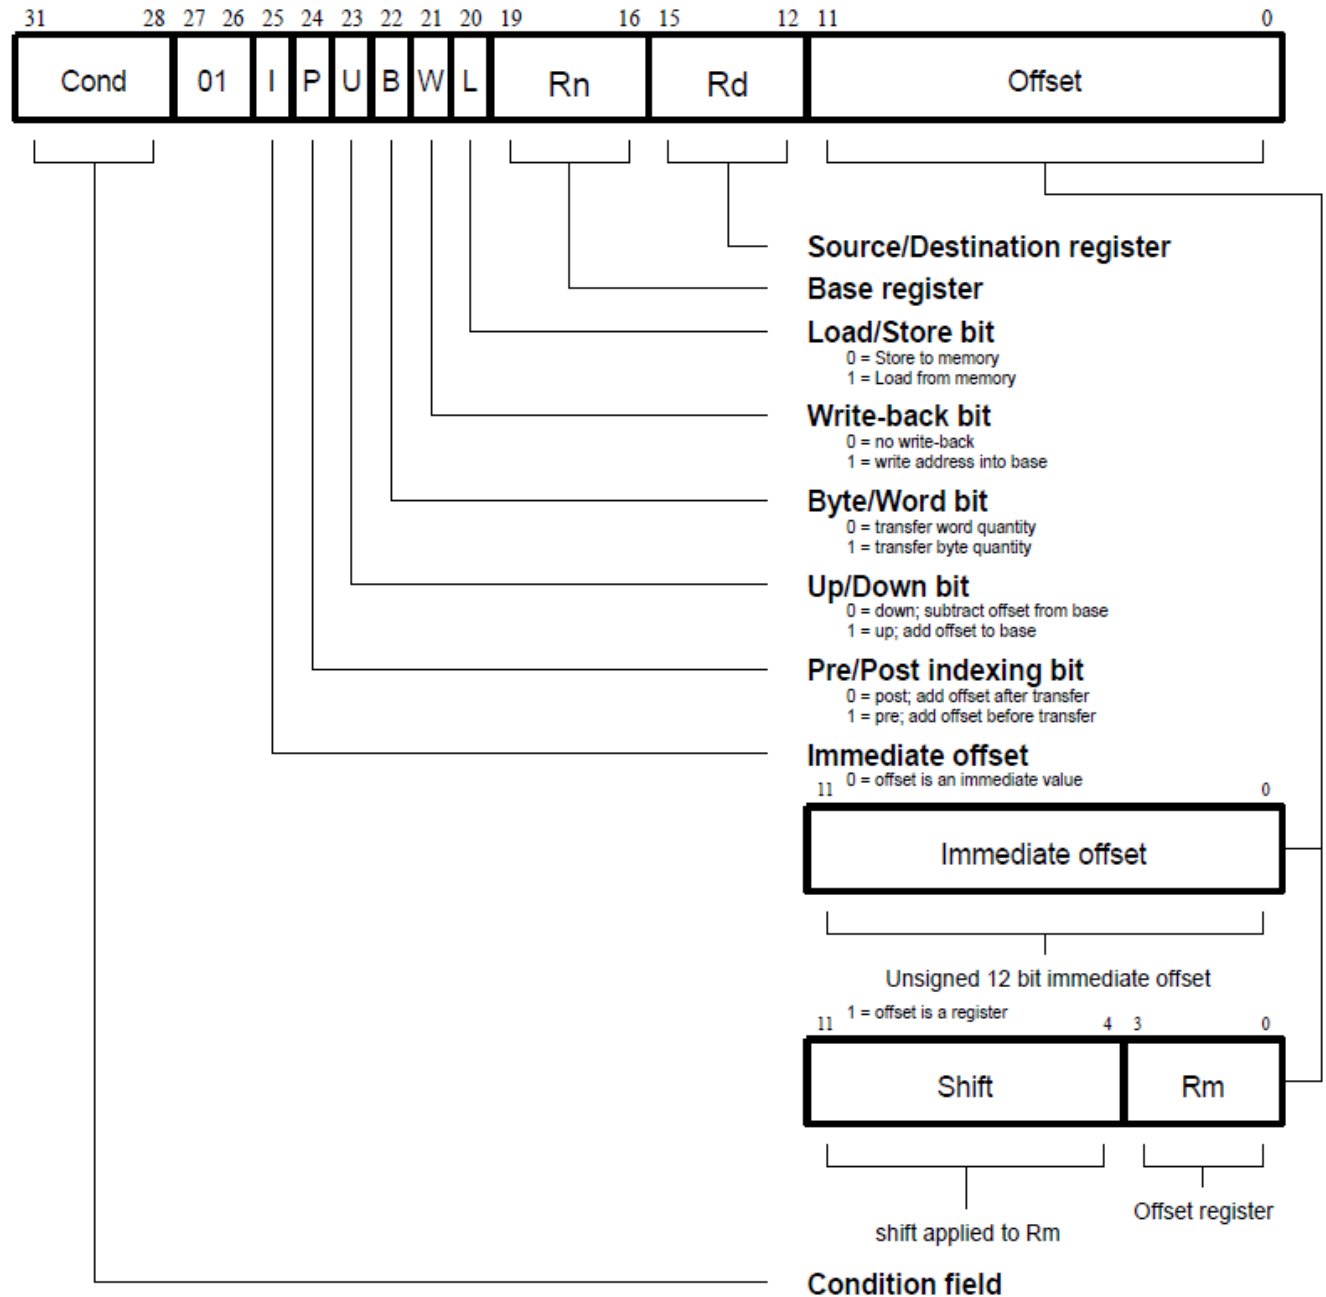 31 28 27 26 25 24 23 22 21 20 19 16 15 12 11 0
Cond 01 I P U B W L Rn Rd Offset
Source/Destination register
Base register
Load/Store bit
0 = Store to memory
1 = Load from memory
Write-back bit
0 = no write-back
1 = write address into base
Byte/Word bit
0 = transfer word quantity
1 = transfer byte quantity
Up/Down bit
0 = down; subtract offset from base
1 = up; add offset to base
Pre/Post indexing bit
0 = post; add offset after transfer
1 = pre; add offset before transfer
Immediate offset
0 = offset is an immediate value
11 0
Immediate offset
Unsigned 12 bit immediate offset
1 = offset is a register
11 4 3 0
Shift Rm
Offset register
shift applied to Rm
Condition field